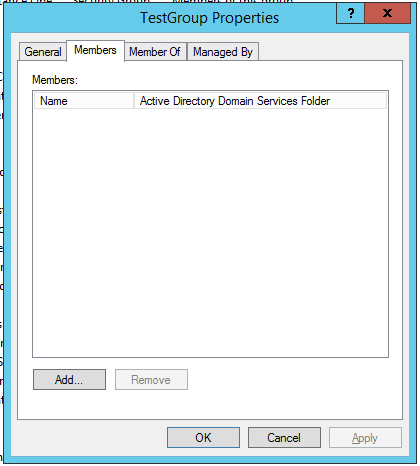 TestGroup Properties
?
x
General
Members
Member Of
Managed By
Members:
Name
Active Directory Domain Services Folder
Add...
Remove
OK
Cancel
Apply